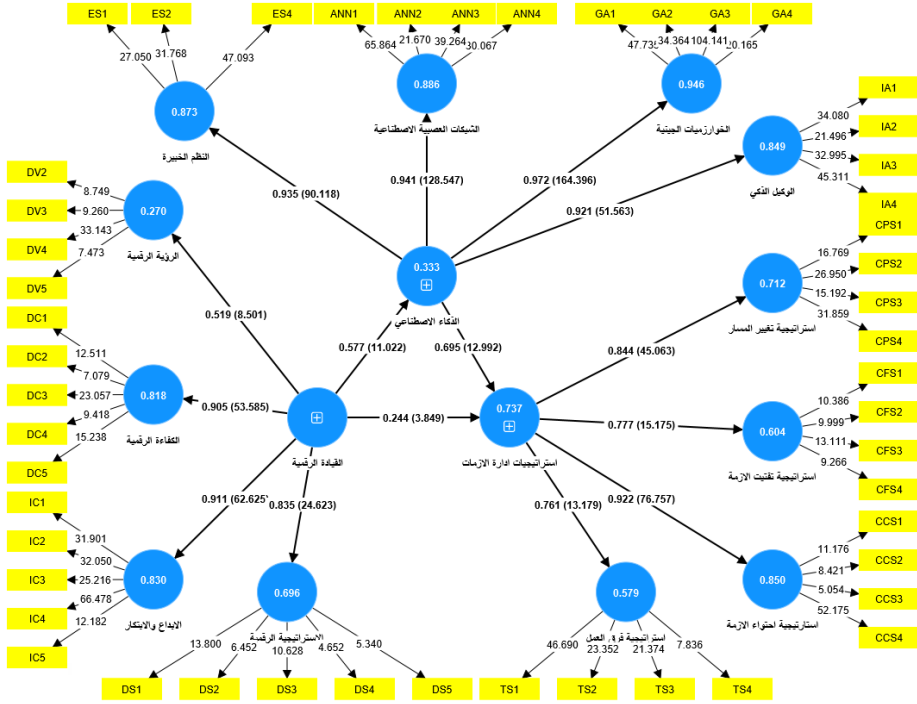 ES1 ES2 ES4 ANN1 ANN2 ANN3 ANN4 GA1 GA2 GA3 GA4
27.050 31.768 47.093 65.864 21.670 39.264 30.067 34.364 104.141
0.873
النظم الخبيرة
0.886
الشبكات العصبية الاصطناعية
0.946
الخوارزميات الجينية
IA1
IA2
IA3
IA4
34.080
21.496
32.995
45.311
0.849
الوكيل الذكي
DV2
DV3
DV4
DV5
8.749
9.260
33.143
7.473
0.270
الرؤية الرقمية
0.935 (90.118)
0.941 (128.547)
0.972 (164.396)
0.921 (51.563)
0.333
الذكاء الاصطناعي
CPS1
CPS2
CPS3
CPS4
16.769
26.950
15.192
31.859
0.712
استراتيجية تغيير المسار
0.519 (8.501)
0.577 (11.022)
0.695 (12.992)
0.844 (45.063)
DC1
DC2
DC3
DC4
DC5
12.511
7.079
23.057
9.418
15.238
0.818
الكفاءة الرقمية
0.905 (53.585)
القيادة الرقمية
0.244 (3.849)
0.737
استراتيجيات ادارة الازمات
0.777 (15.175)
CFS1
CFS2
CFS3
CFS4
10.386
9.999
13.111
9.266
0.604
استراتيجية تفتيت الازمة
0.911 (62.625)
0.835 (24.623)
0.761 (13.179)
0.922 (76.757)
IC1
IC2
IC3
IC4
IC5
31.901
32.050
25.216
66.478
12.182
0.830
الابداع والابتكار
0.696
الاستراتيجية الرقمية
0.579
استراتيجية فرق العمل
CCS1
CCS2
CCS3
CCS4
11.176
8.421
5.054
52.175
0.850
ستارتيجية احتواء الازمة
13.800 6.452 10.628 4.652 5.340
46.690 23.352 21.374 7.836
DS1 DS2 DS3 DS4 DS5 TS1 TS2 TS3 TS4